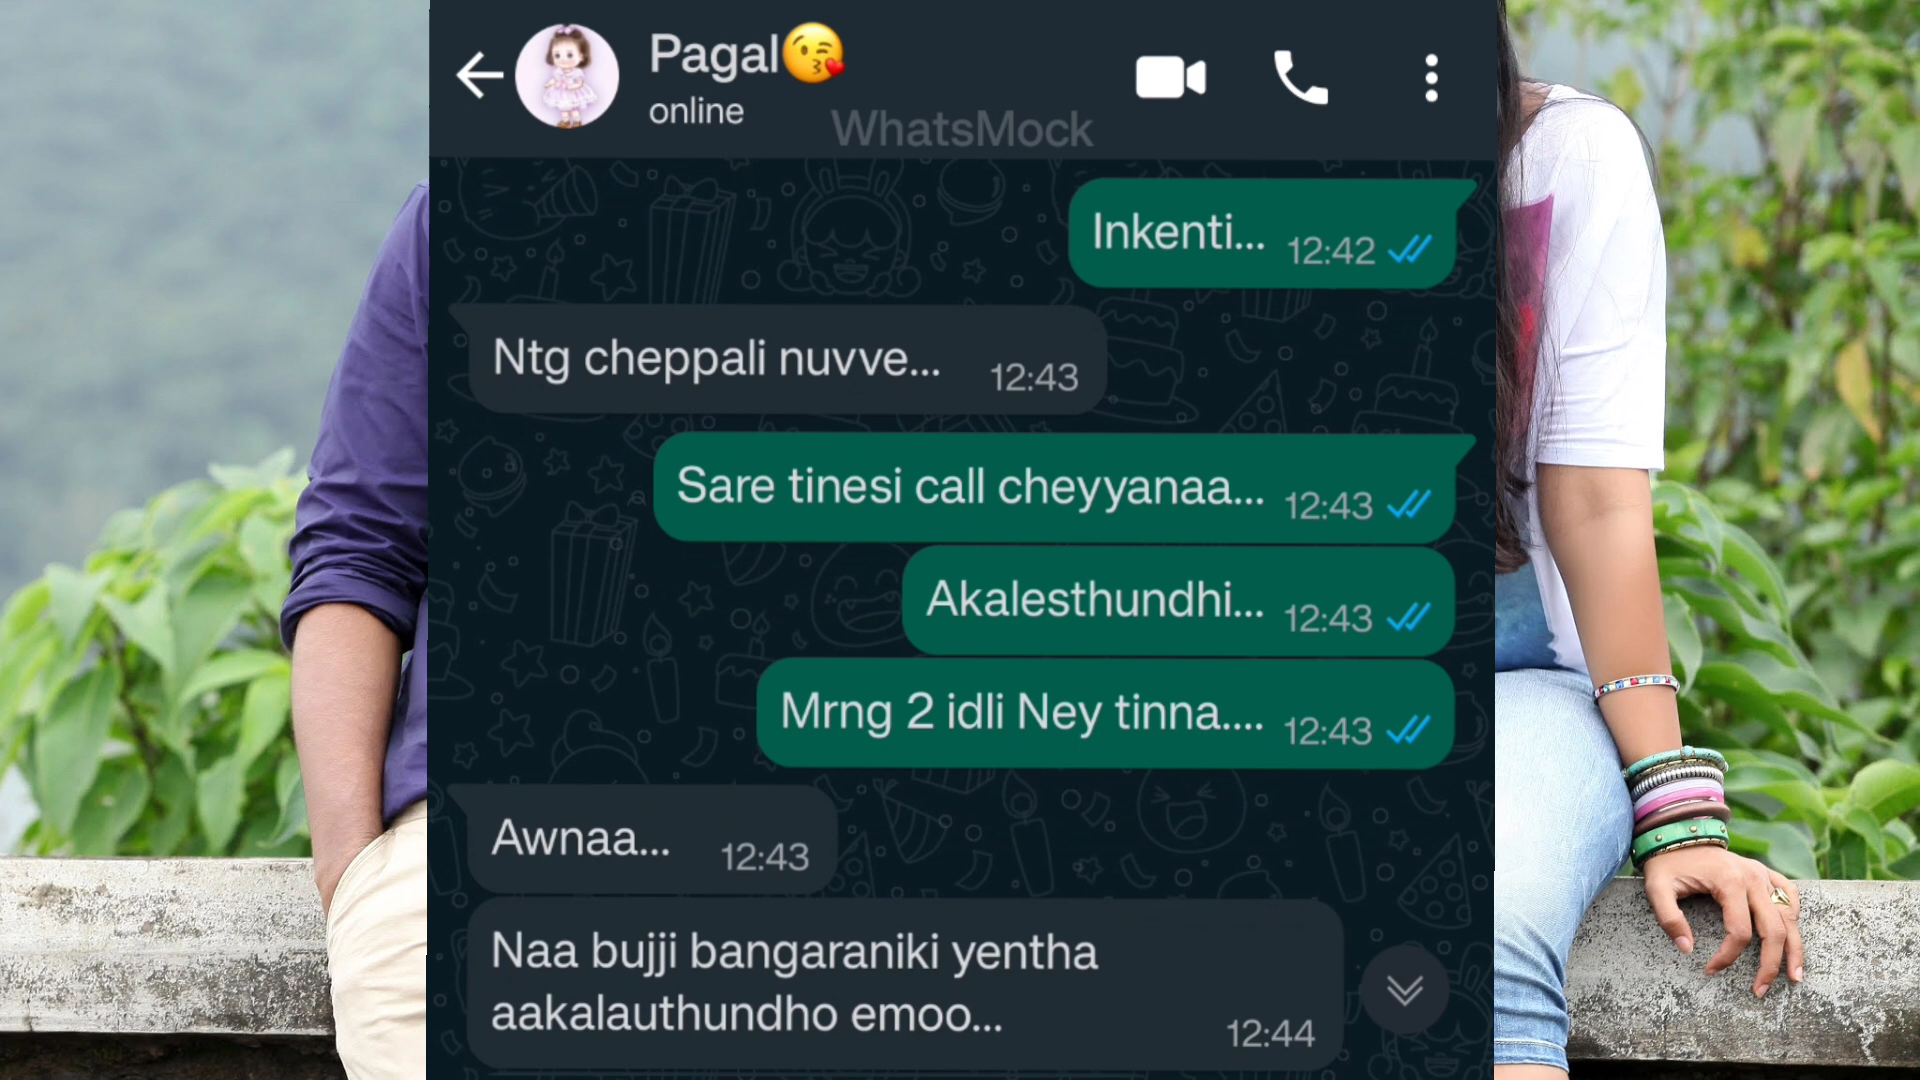 Pagal😘
online
WhatsMock
Inkenti... 12:42
Ntg cheppali nuvve... 12:43
Sare tinesi call cheyyanaa... 12:43
Akalesthundhi... 12:43
Mrng 2 idli Ney tinna.... 12:43
Awnaa... 12:43
Naa bujji bangaraniki yentha
aakalauthundho emoo... 12:44